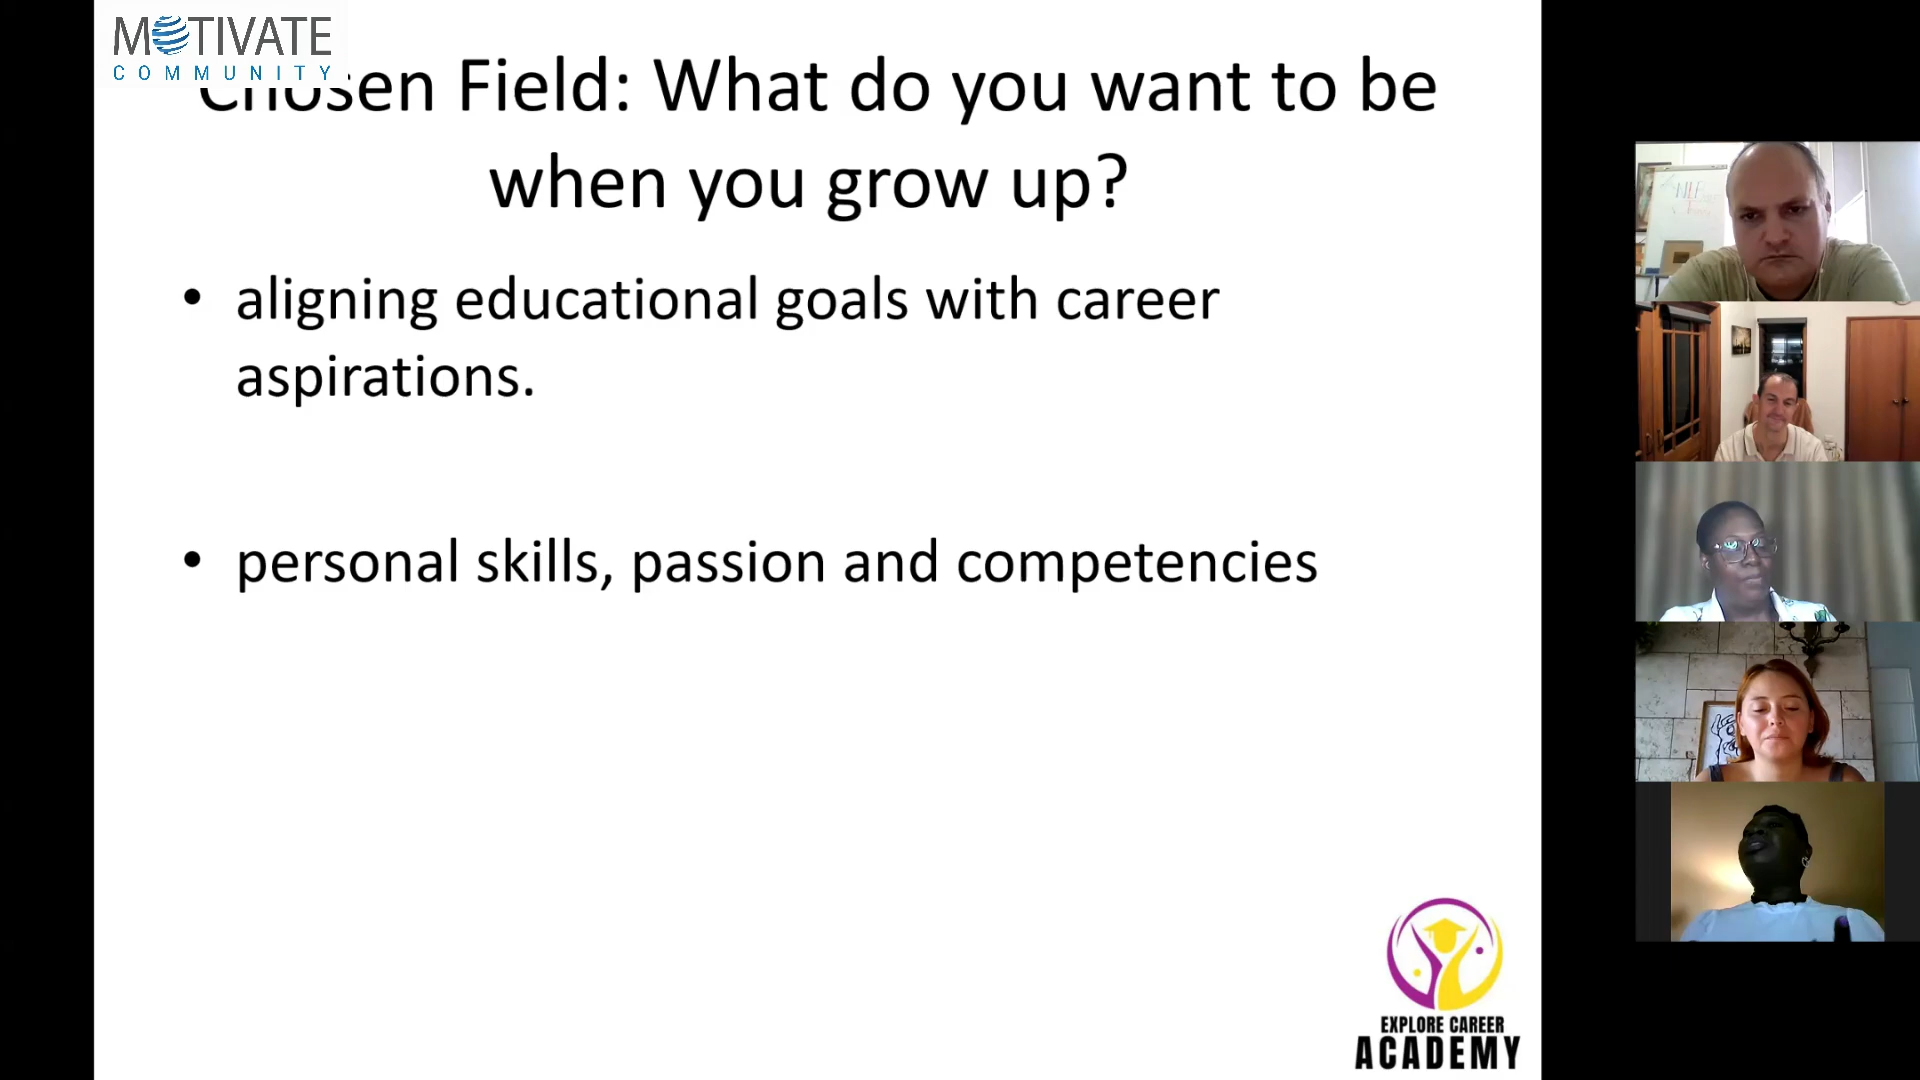 MOTIVATE
COMMUNITY
Chosen Field: What do you want to be
when you grow up?
• aligning educational goals with career
aspirations.
• personal skills, passion and competencies
EXPLORE CAREER
ACADEMY